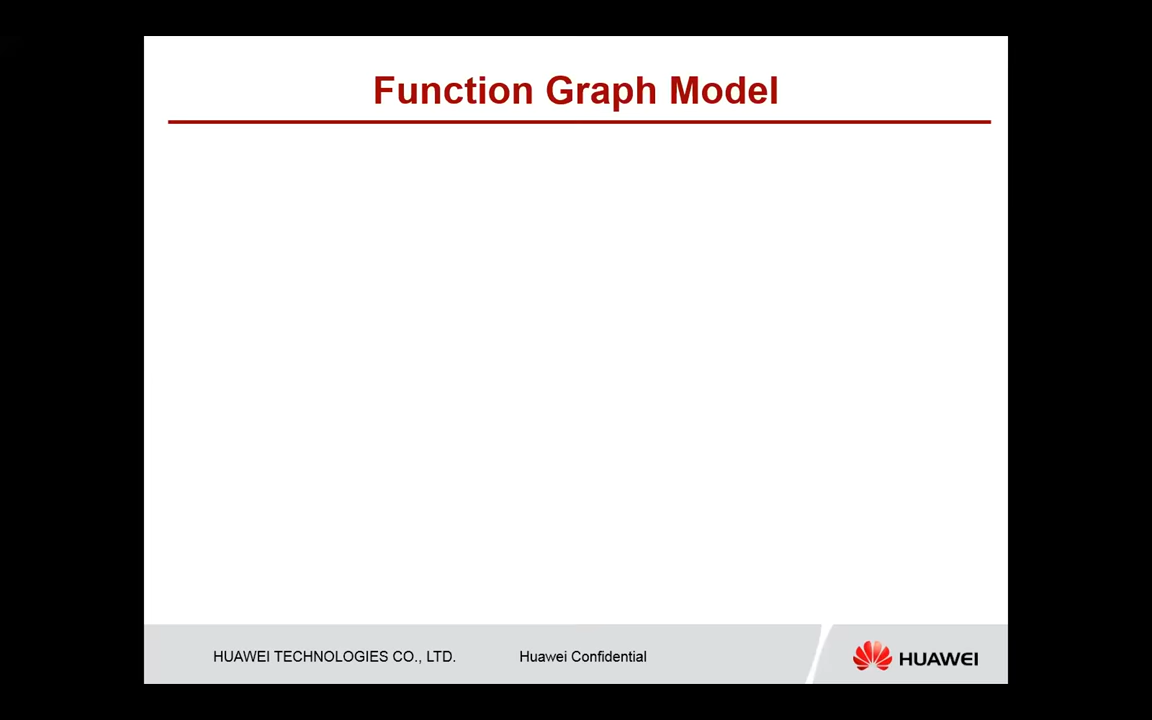 Function Graph Model
HUAWEI TECHNOLOGIES CO., LTD.
Huawei Confidential
HUAWEI